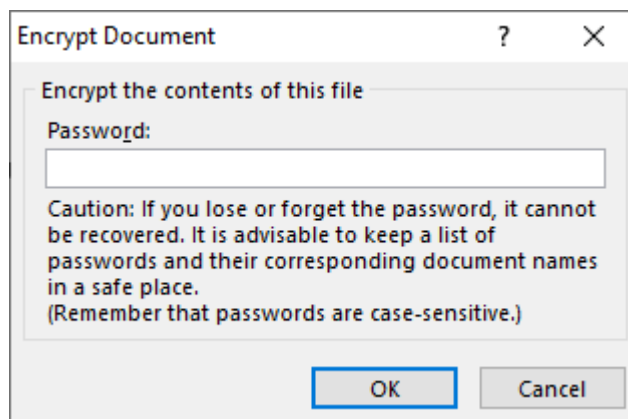 Encrypt Document
?
Encrypt the contents of this file
Password:
Caution: If you lose or forget the password, it cannot
be recovered. It is advisable to keep a list of
passwords and their corresponding document names
in a safe place.
(Remember that passwords are case-sensitive.)
OK
Cancel